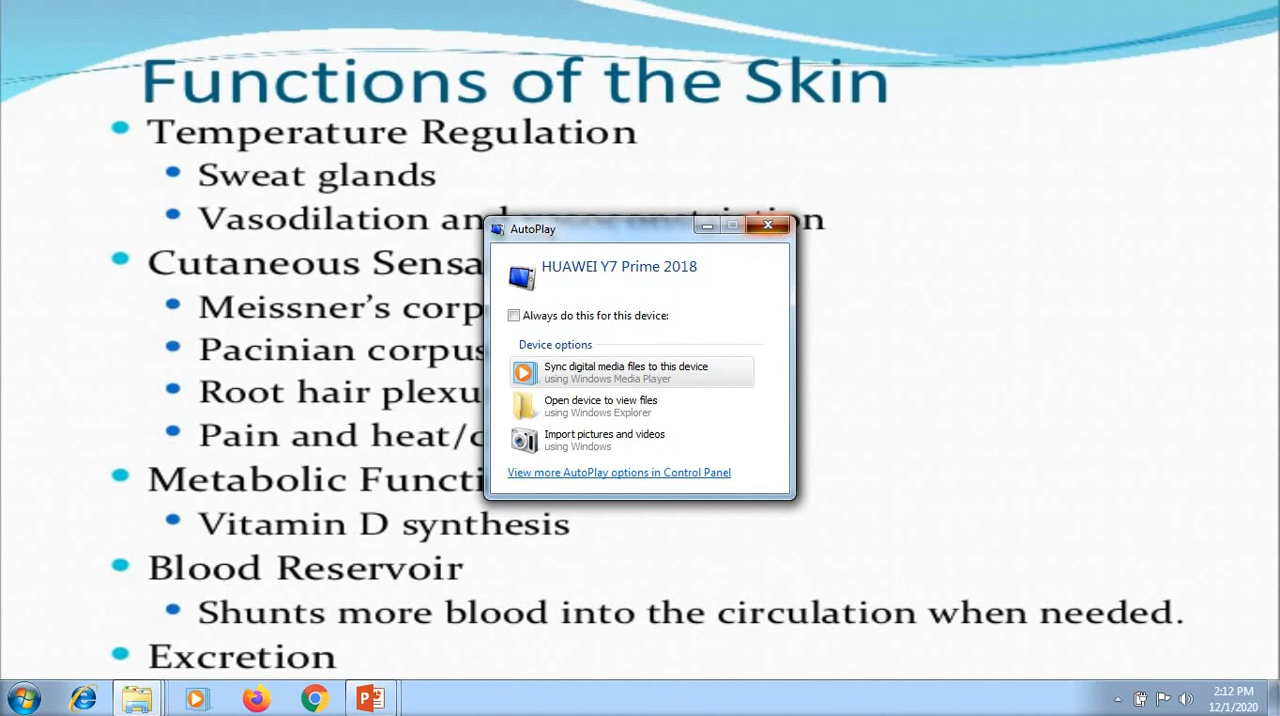 Functions of the Skin
Temperature Regulation
Sweat glands
Vasodilation and
Cutaneous Sensa
Meissner’s corp
Pacinian corpus
Root hair plexu
Pain and heat/c
Metabolic Functi
Vitamin D synthesis
Blood Reservoir
Shunts more blood into the circulation when needed.
Excretion
AutoPlay
HUAWEI Y7 Prime 2018
Always do this for this device:
Device options
Sync digital media files to this device
using Windows Media Player
Open device to view files
using Windows Explorer
Import pictures and videos
using Windows
View more AutoPlay options in Control Panel
2:12 PM
12/1/2020